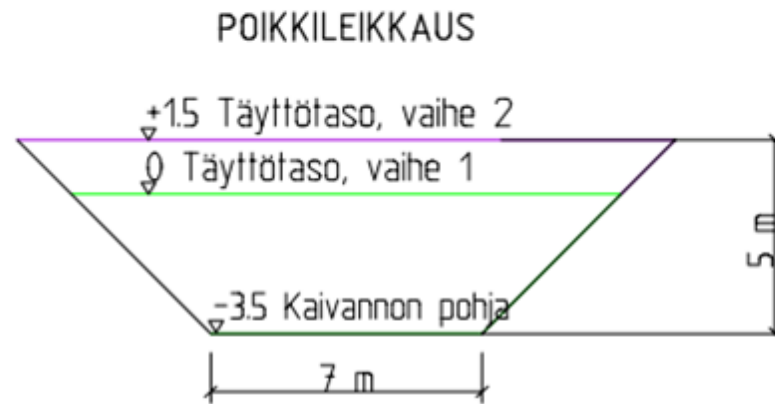 POIKKILEIKKAUS
+1.5 Täyttötaso, vaihe 2
0 Täyttötaso, vaihe 1
5 m
-3.5 Kaivannon pohja
7 m